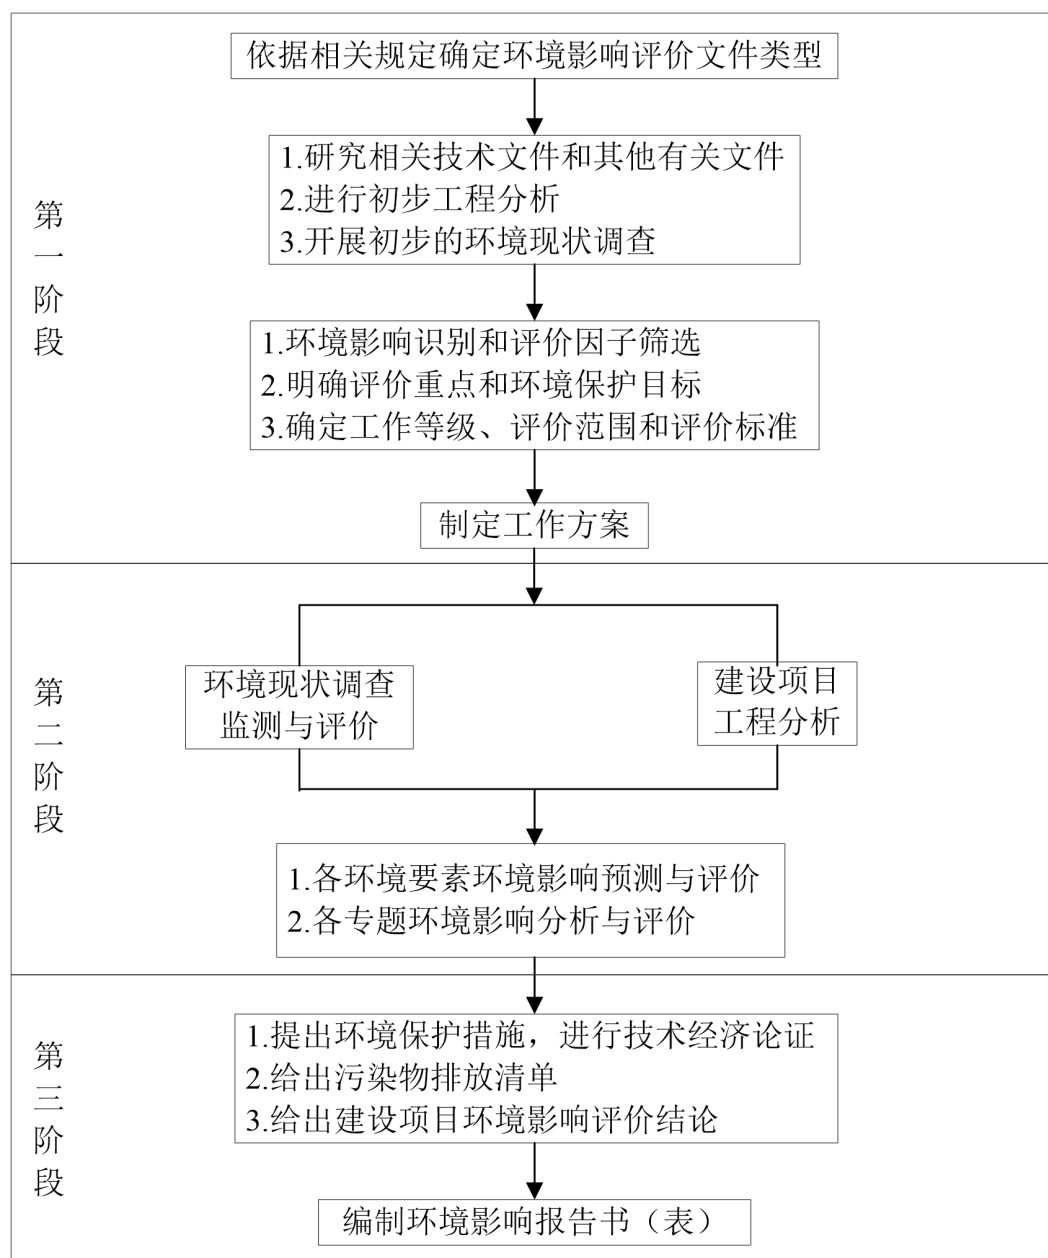 依据相关规定确定环境影响评价文件类型
1.研究相关技术文件和其他有关文件
2.进行初步工程分析
3.开展初步的环境现状调查
第一阶段
1.环境影响识别和评价因子筛选
2.明确评价重点和环境保护目标
3.确定工作等级、评价范围和评价标准
制定工作方案
第二阶段
环境现状调查
监测与评价
建设项目
工程分析
1.各环境要素环境影响预测与评价
2.各专题环境影响分析与评价
第三阶段
1.提出环境保护措施，进行技术经济论证
2.给出污染物排放清单
3.给出建设项目环境影响评价结论
编制环境影响报告书（表）